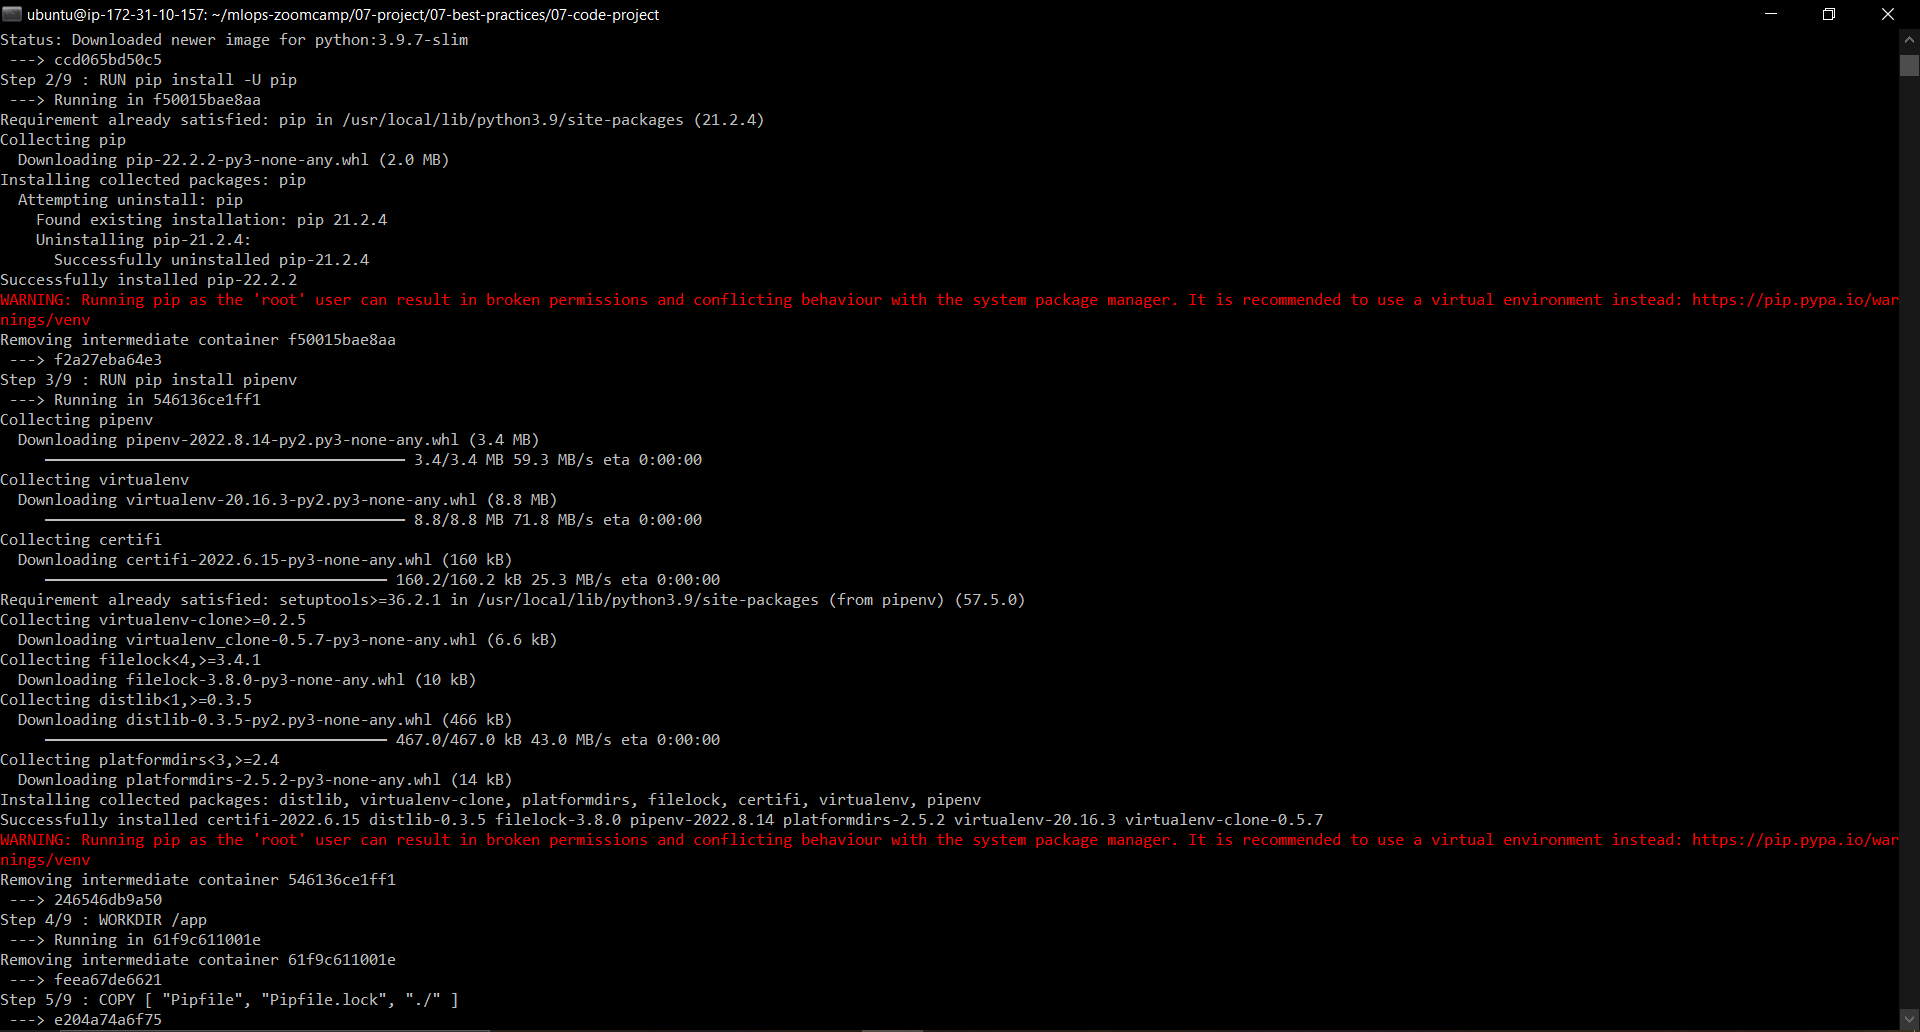 ubuntu@ip-172-31-10-157: ~/mlops-zoomcamp/07-project/07-best-practices/07-code-project
Status: Downloaded newer image for python:3.9.7-slim
 ---> ccd065bd50c5
Step 2/9 : RUN pip install -U pip
 ---> Running in f50015bae8aa
Requirement already satisfied: pip in /usr/local/lib/python3.9/site-packages (21.2.4)
Collecting pip
  Downloading pip-22.2.2-py3-none-any.whl (2.0 MB)
Installing collected packages: pip
  Attempting uninstall: pip
    Found existing installation: pip 21.2.4
    Uninstalling pip-21.2.4:
      Successfully uninstalled pip-21.2.4
Successfully installed pip-22.2.2
WARNING: Running pip as the 'root' user can result in broken permissions and conflicting behaviour with the system package manager. It is recommended to use a virtual environment instead: https://pip.pypa.io/war
nings/venv
Removing intermediate container f50015bae8aa
 ---> f2a27eba64e3
Step 3/9 : RUN pip install pipenv
 ---> Running in 546136ce1ff1
Collecting pipenv
  Downloading pipenv-2022.8.14-py2.py3-none-any.whl (3.4 MB)
     ━━━━━━━━━━━━━━━━━━━━━━━━━━━━━━━━━━━━━━━━ 3.4/3.4 MB 59.3 MB/s eta 0:00:00
Collecting virtualenv
  Downloading virtualenv-20.16.3-py2.py3-none-any.whl (8.8 MB)
     ━━━━━━━━━━━━━━━━━━━━━━━━━━━━━━━━━━━━━━━━ 8.8/8.8 MB 71.8 MB/s eta 0:00:00
Collecting certifi
  Downloading certifi-2022.6.15-py3-none-any.whl (160 kB)
     ━━━━━━━━━━━━━━━━━━━━━━━━━━━━━━━━━━━━━━ 160.2/160.2 kB 25.3 MB/s eta 0:00:00
Requirement already satisfied: setuptools>=36.2.1 in /usr/local/lib/python3.9/site-packages (from pipenv) (57.5.0)
Collecting virtualenv-clone>=0.2.5
  Downloading virtualenv_clone-0.5.7-py3-none-any.whl (6.6 kB)
Collecting filelock<4,>=3.4.1
  Downloading filelock-3.8.0-py3-none-any.whl (10 kB)
Collecting distlib<1,>=0.3.5
  Downloading distlib-0.3.5-py2.py3-none-any.whl (466 kB)
     ━━━━━━━━━━━━━━━━━━━━━━━━━━━━━━━━━━━━━━ 467.0/467.0 kB 43.0 MB/s eta 0:00:00
Collecting platformdirs<3,>=2.4
  Downloading platformdirs-2.5.2-py3-none-any.whl (14 kB)
Installing collected packages: distlib, virtualenv-clone, platformdirs, filelock, certifi, virtualenv, pipenv
Successfully installed certifi-2022.6.15 distlib-0.3.5 filelock-3.8.0 pipenv-2022.8.14 platformdirs-2.5.2 virtualenv-20.16.3 virtualenv-clone-0.5.7
WARNING: Running pip as the 'root' user can result in broken permissions and conflicting behaviour with the system package manager. It is recommended to use a virtual environment instead: https://pip.pypa.io/war
nings/venv
Removing intermediate container 546136ce1ff1
 ---> 246546db9a50
Step 4/9 : WORKDIR /app
 ---> Running in 61f9c611001e
Removing intermediate container 61f9c611001e
 ---> feea67de6621
Step 5/9 : COPY [ "Pipfile", "Pipfile.lock", "./" ]
 ---> e204a74a6f75